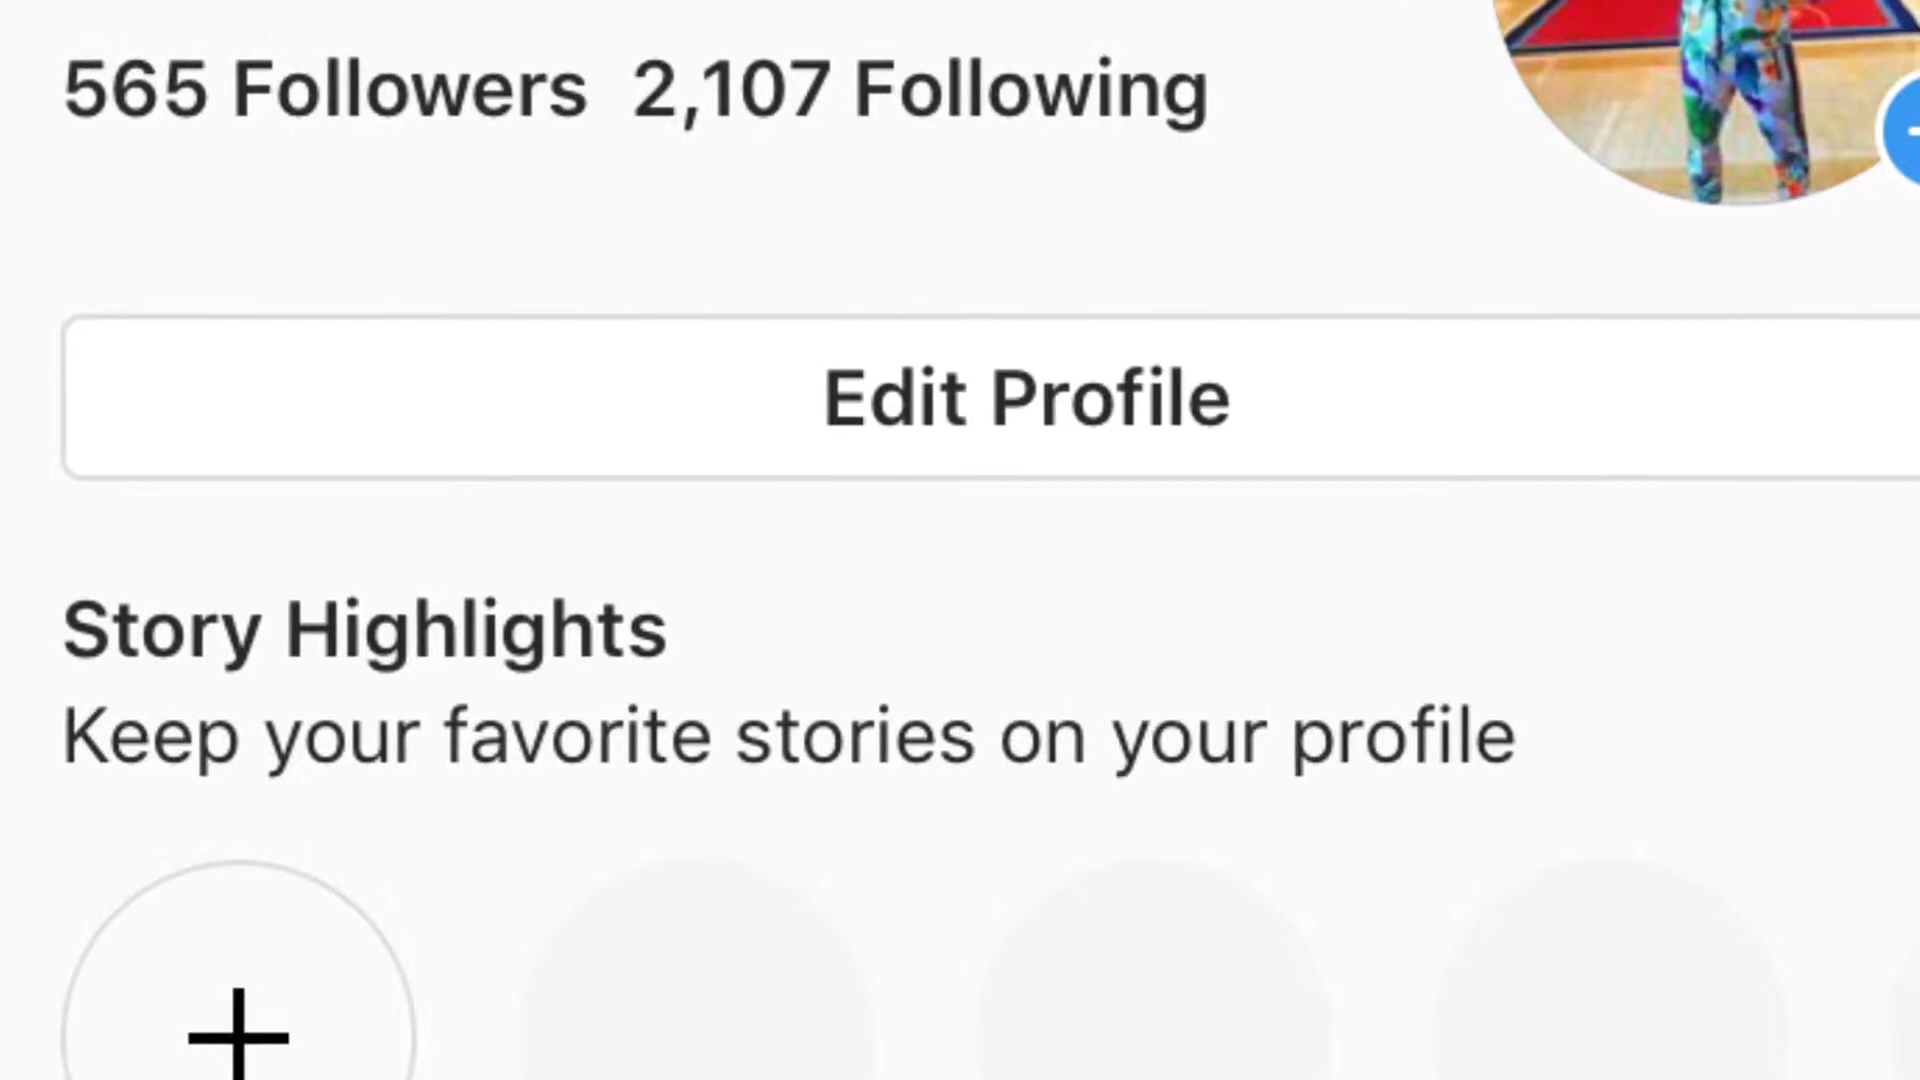 565 Followers 2,107 Following
Edit Profile
Story Highlights
Keep your favorite stories on your profile